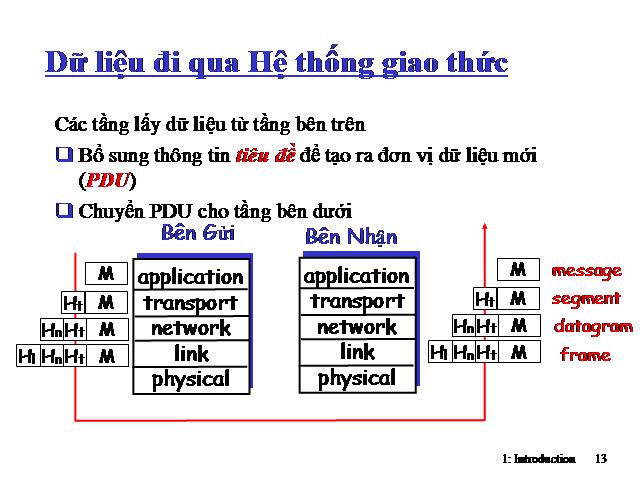 Dữ liệu đi qua Hệ thống giao thức
Các tầng lấy dữ liệu từ tầng bên trên
Bổ sung thông tin tiêu đề để tạo ra đơn vị dữ liệu mới
(PDU)
Chuyển PDU cho tầng bên dưới
Bên Gửi
Bên Nhận
M
application
application
M
message
Ht M
transport
transport
Ht M
segment
Hn Ht M
network
network
Hn Ht M
datagram
Hl Hn Ht M
link
link
Hl Hn Ht M
frame
physical
physical
1: Introduction 13